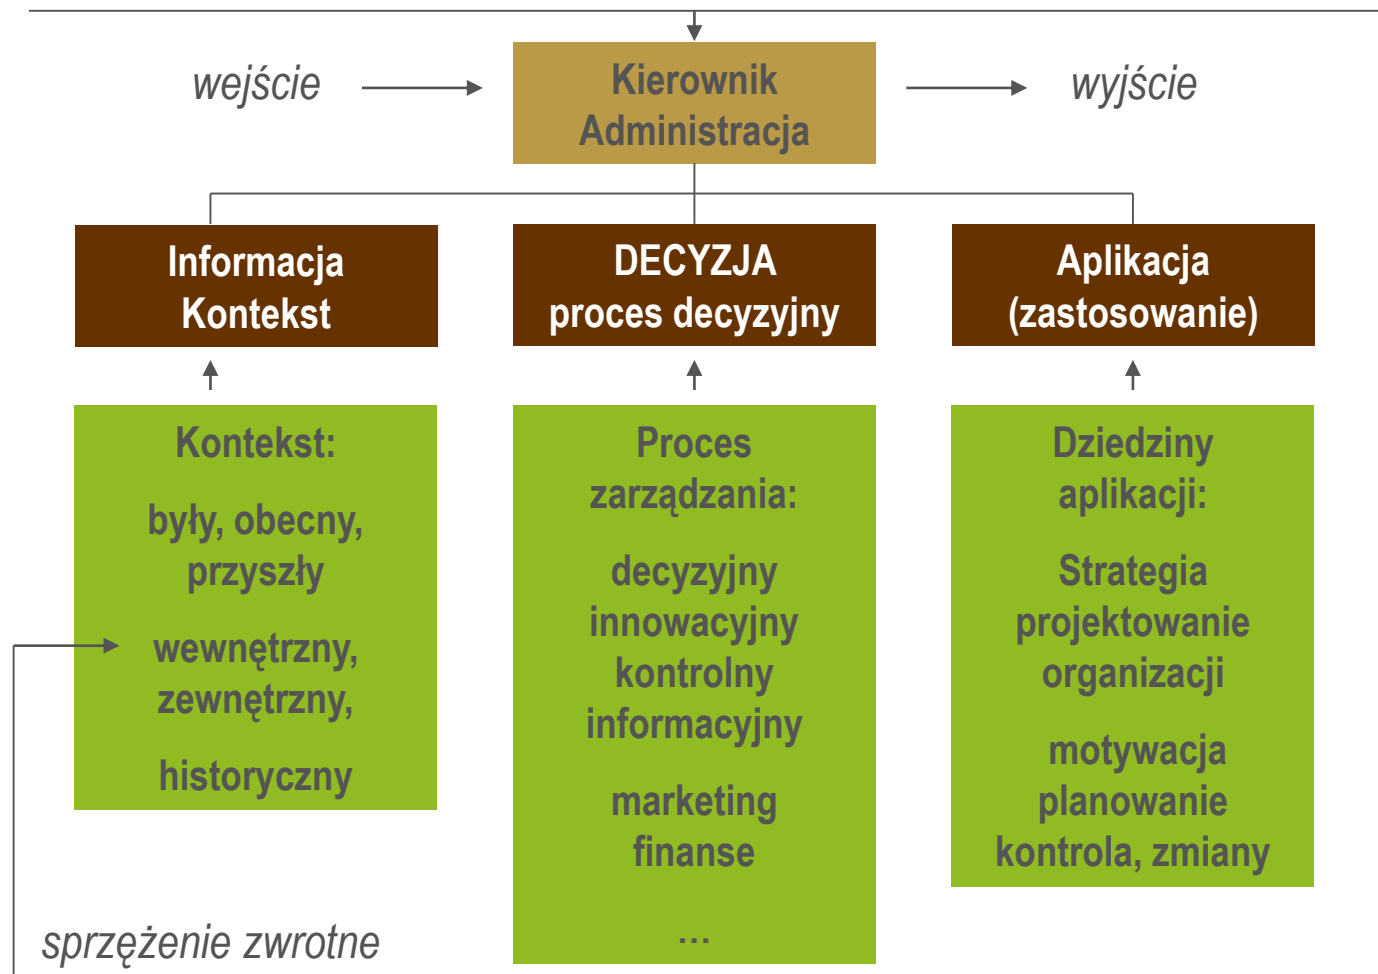 wejście
Kierownik
Administracja
wyjście
Informacja
Kontekst
DECYZJA
proces decyzyjny
Aplikacja
(zastosowanie)
Kontekst:
były, obecny,
przyszły
wewnętrzny,
zewnętrzny,
historyczny
Proces
zarządzania:
decyzyjny
innowacyjny
kontrolny
informacyjny
marketing
finanse
...
Dziedziny
aplikacji:
Strategia
projektowanie
organizacji
motywacja
planowanie
kontrola, zmiany
sprzężenie zwrotne